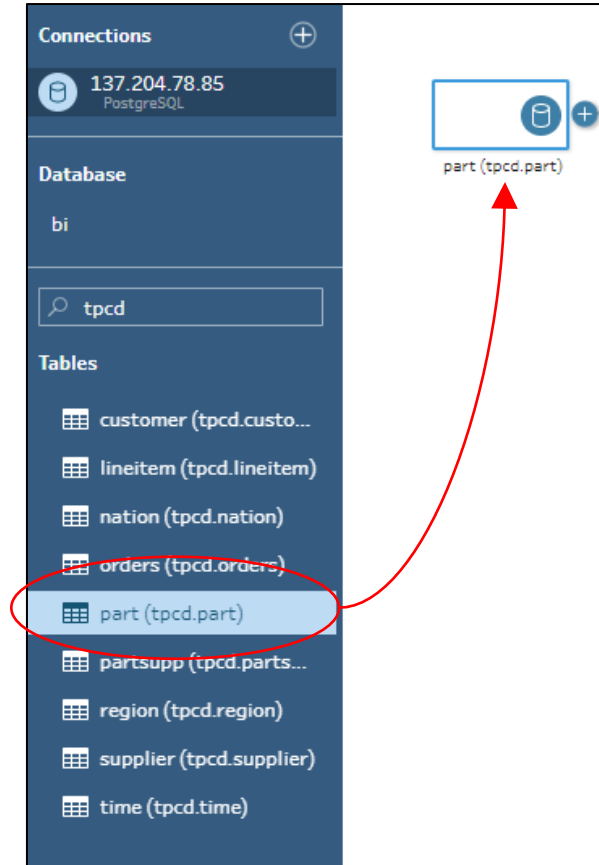 Connections
137.204.78.85
PostgreSQL
Database
bi
tpcd
Tables
customer (tpcd.custo...
lineitem (tpcd.lineitem)
nation (tpcd.nation)
orders (tpcd.orders)
part (tpcd.part)
partsupp (tpcd.parts...
region (tpcd.region)
supplier (tpcd.supplier)
time (tpcd.time)
part (tpcd.part)